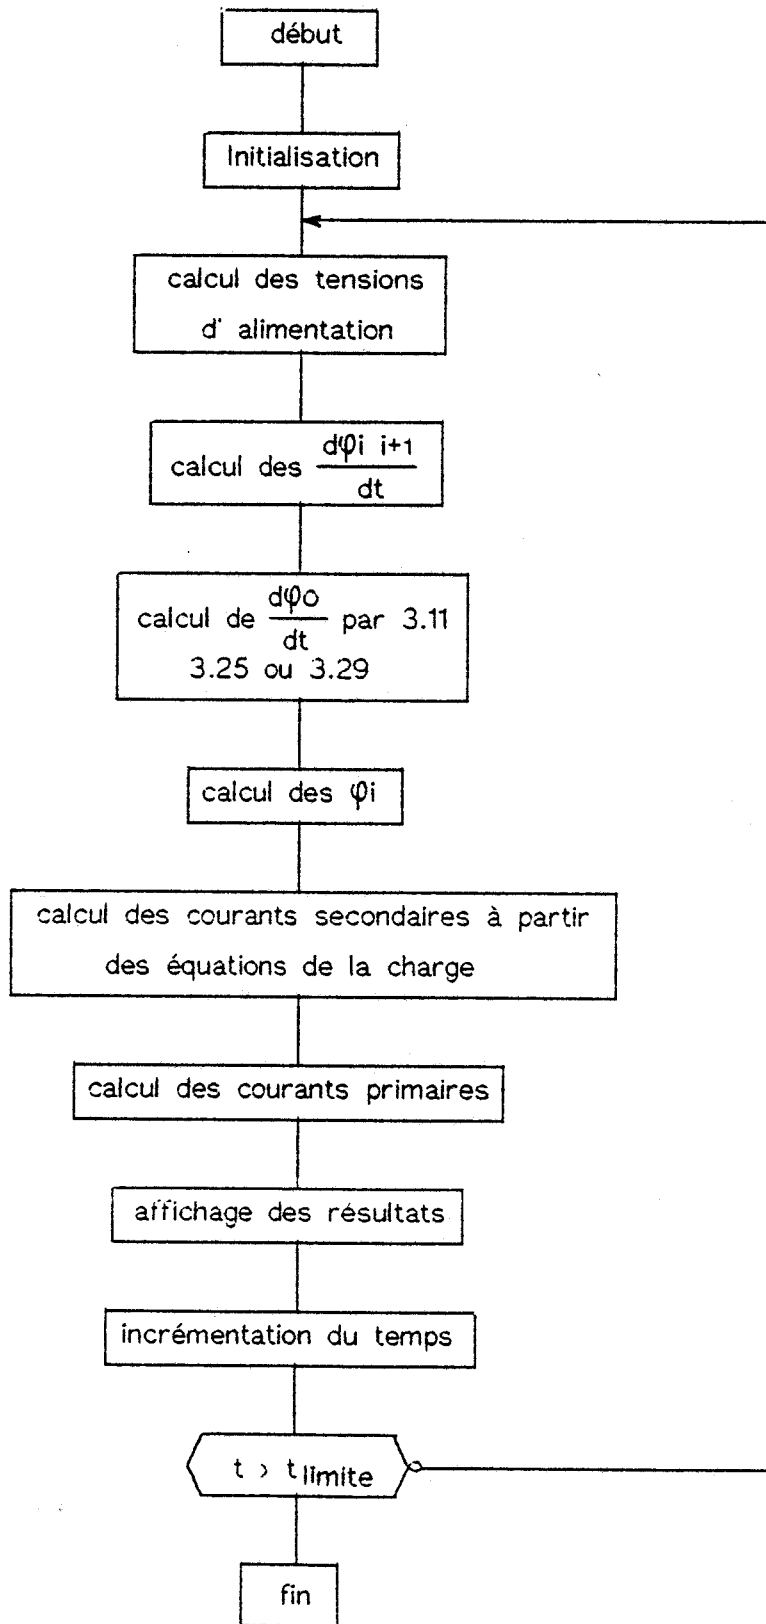 début
Initialisation
calcul des tensions
d' alimentation
calcul des dφi i+1
dt
calcul de dφo
dt par 3.11
3.25 ou 3.29
calcul des φi
calcul des courants secondaires à partir
des équations de la charge
calcul des courants primaires
affichage des résultats
incrémentation du temps
t > t limite
fin